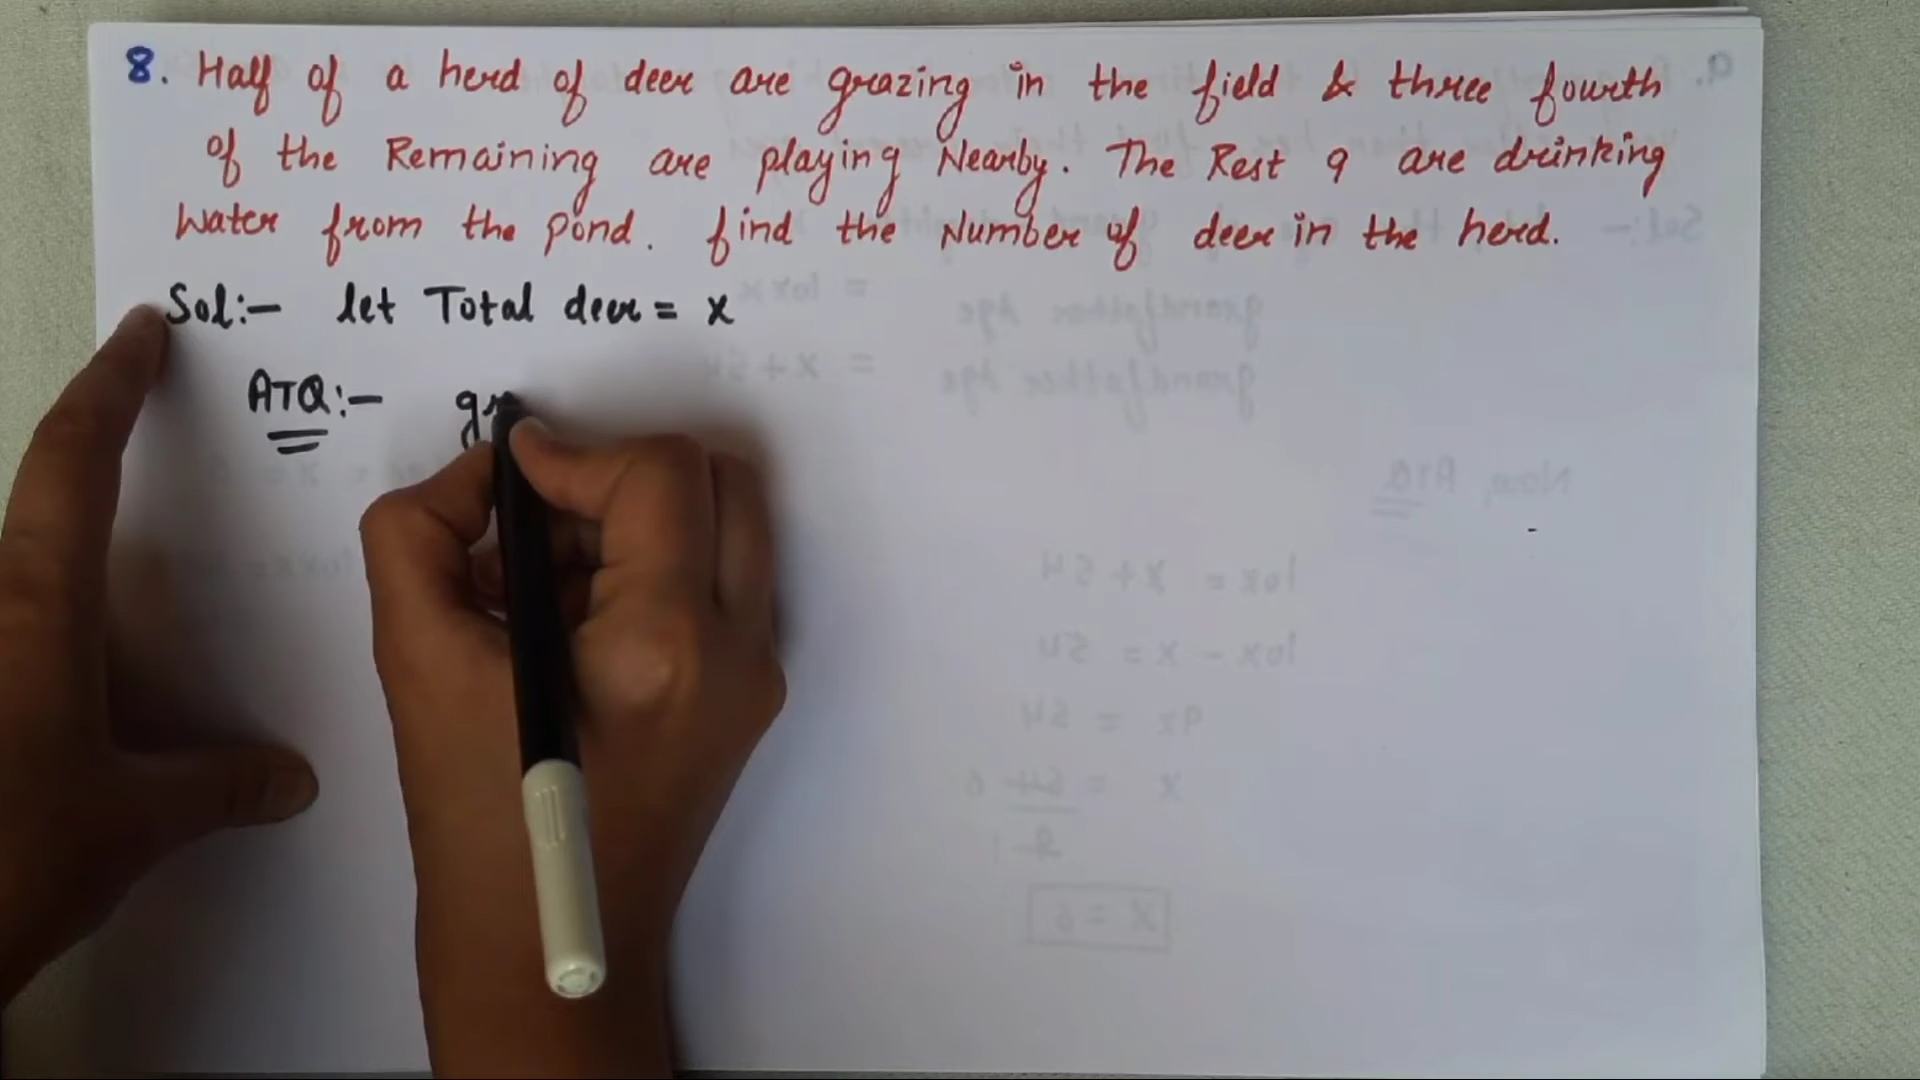 8. Half of a herd of deer are grazing in the field & three fourth
of the Remaining are playing Nearby. The Rest 9 are drinking
Water from the pond. find the Number of deer in the herd.
Sol:- let Total deer = x
ATQ:- gr